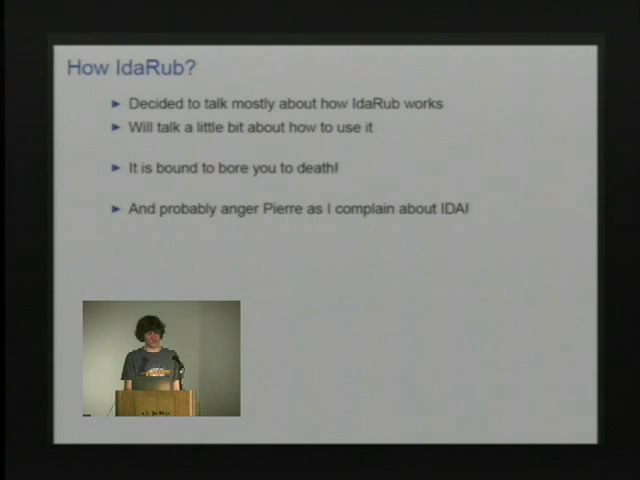 How IdaRub?
► Decided to talk mostly about how IdaRub works
► Will talk a little bit about how to use it
► It is bound to bore you to death!
► And probably anger Pierre as I complain about IDA!